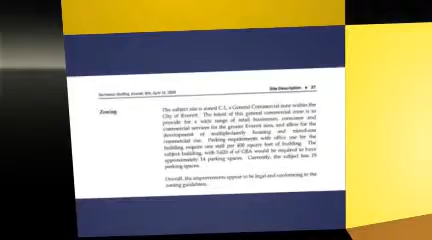 Site Description • 37
Zoning
The subject site is zoned C-1, a General Commercial zone within the
City of Everett. The intent of this general commercial zone is to
provide for a wide range of retail businesses, consumer and
commercial services for the greater Everett area, and allow for the
development of multiple-family housing and mixed-use
commercial use. Parking requirements with office use for the
building require one stall per 400 square feet of building. The
subject building, with sf of GBA would be required to have
approximately 14 parking spaces. Currently, the subject has 19
parking spaces.
Overall, the improvements appear to be legal and conforming to the
zoning guidelines.